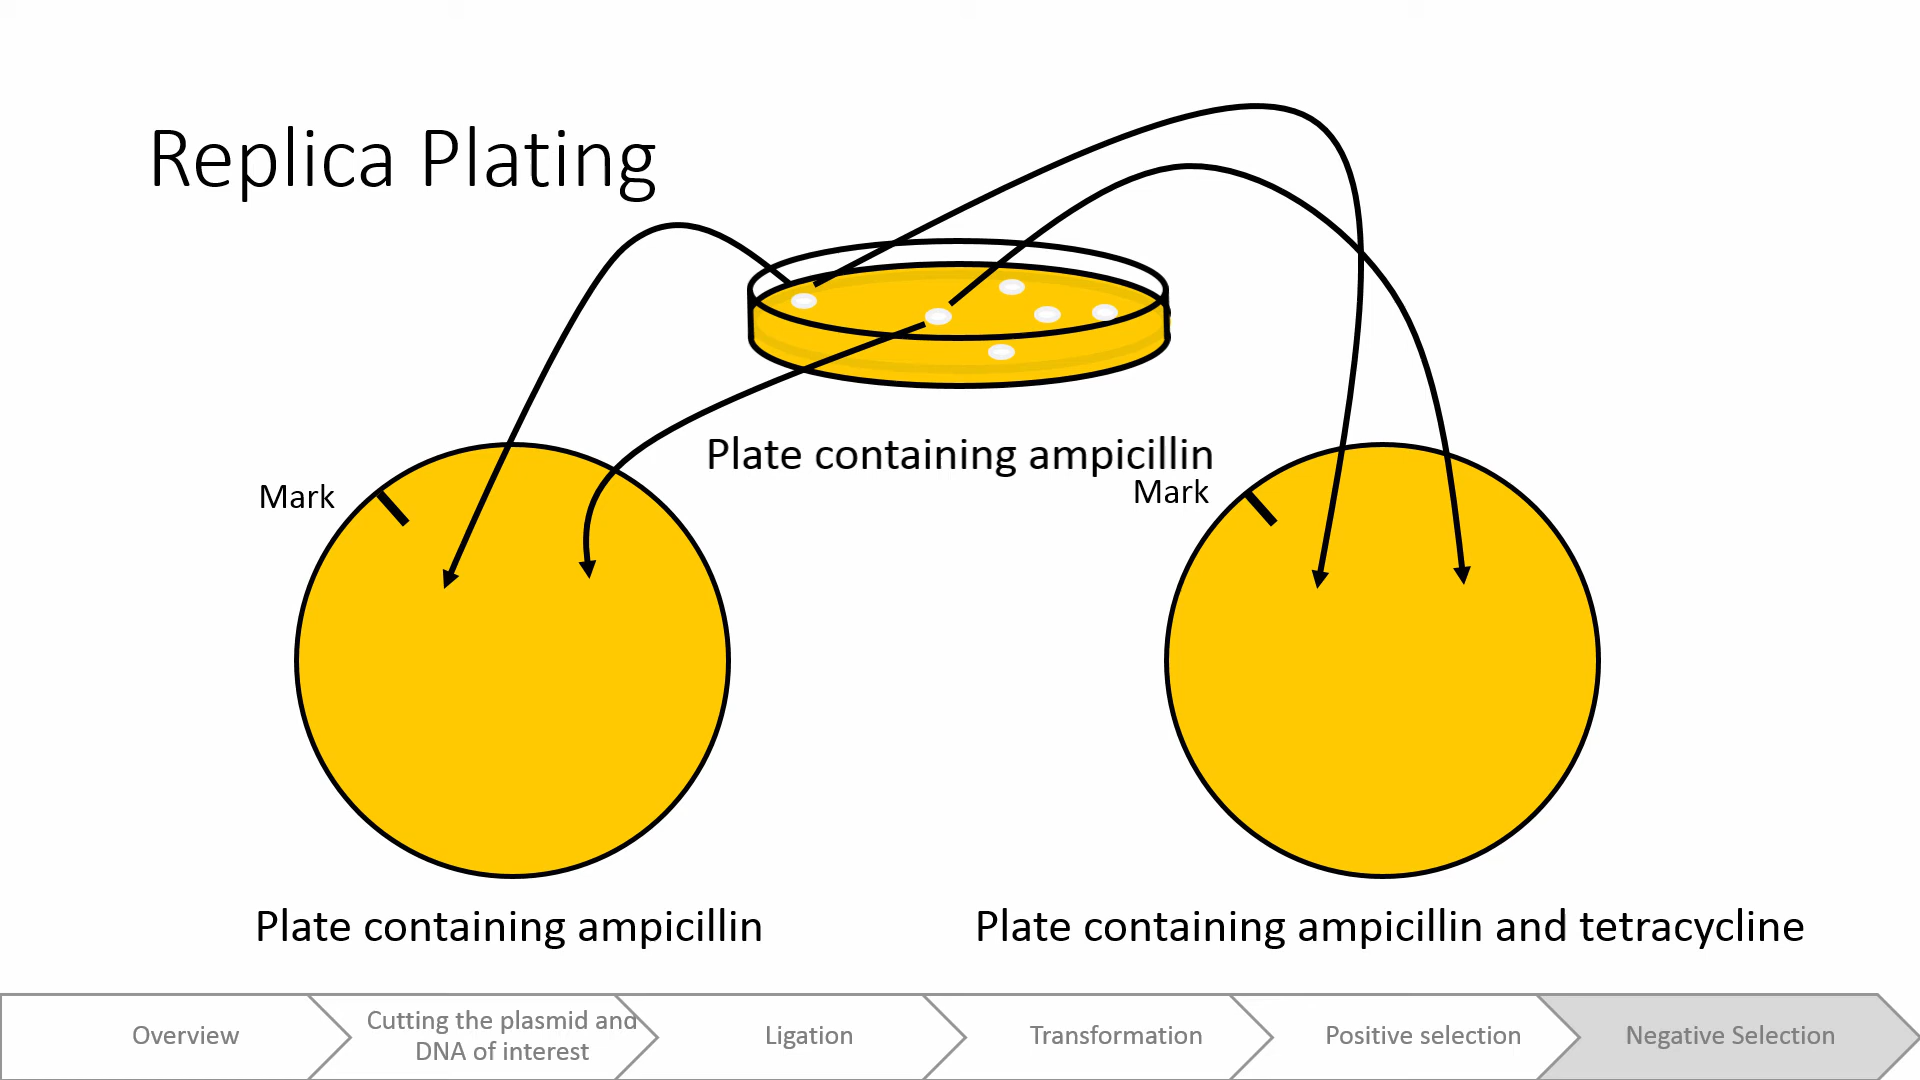 Replica Plating
Plate containing ampicillin
Mark
Mark
Plate containing ampicillin
Plate containing ampicillin and tetracycline
Overview
Cutting the plasmid and
DNA of interest
Ligation
Transformation
Positive selection
Negative Selection